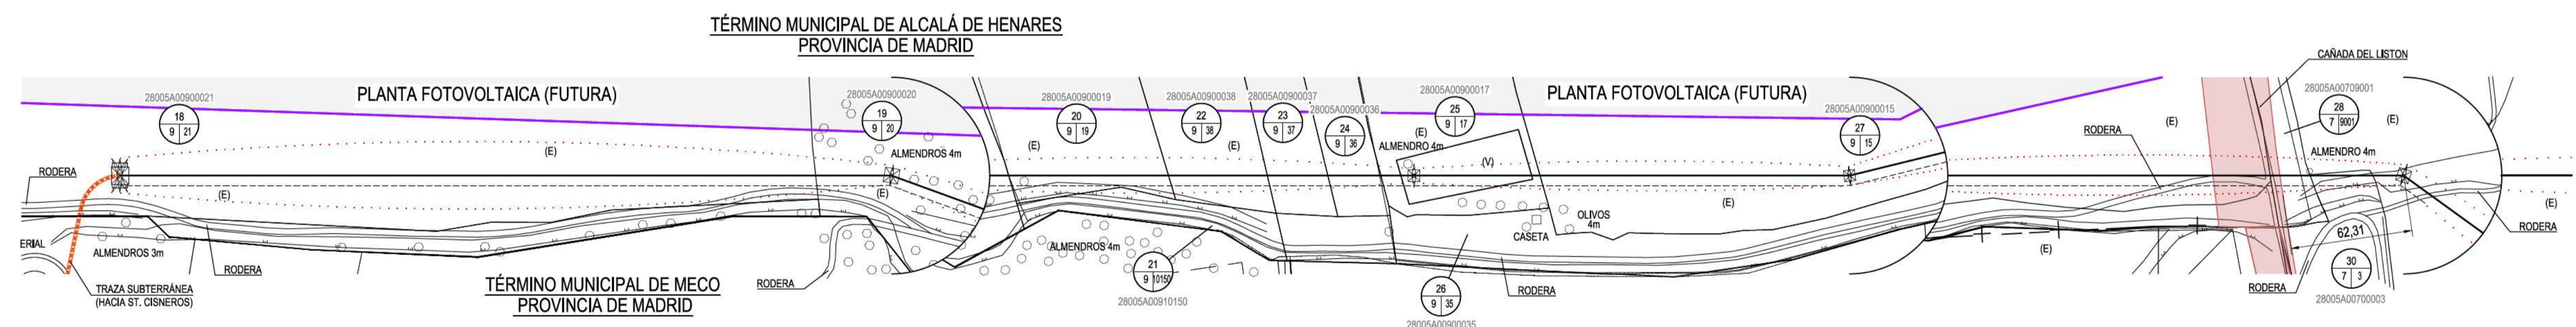 TÉRMINO MUNICIPAL DE ALCALÁ DE HENARES
PROVINCIA DE MADRID
CAÑADA DEL LISTON
28005A00900021
18
9 21
PLANTA FOTOVOLTAICA (FUTURA)
28005A00900020
19
9 20
28005A00900019
20
9 19
28005A00900038
22
9 38
28005A00900037
23
9 37
28005A00900036
24
9 36
28005A00900017
25
9 17
PLANTA FOTOVOLTAICA (FUTURA)
28005A00900015
27
9 15
28005A00709001
28
7 9001
RODERA
(E)
(E)
(E)
ALMENDROS 4m
(E)
(E)
(E)
ALMENDRO 4m
(V)
ALMENDRO 4m
RODERA
(E)
(E)
(E)
(E)
OLIVOS
4m
CASETA
RODERA
62,31
ERIAL
ALMENDROS 3m
RODERA
ALMENDROS 4m
(E)
TRAZA SUBTERRÁNEA
(HACIA ST. CISNEROS)
TÉRMINO MUNICIPAL DE MECO
PROVINCIA DE MADRID
RODERA
21
9 10150
28005A00910150
26
9 35
28005A00900035
RODERA
RODERA
30
7 3
28005A00700003